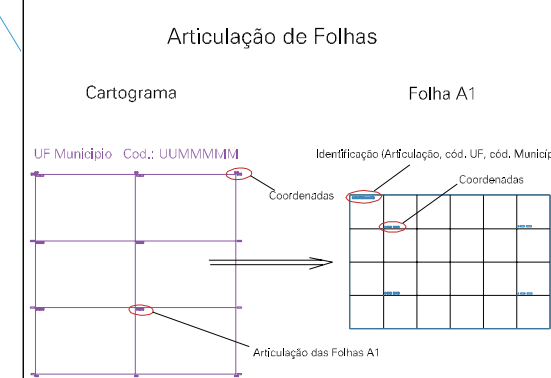 Articulação de Folhas
Cartograma
Folha A1
UF Municipio Cod.: UUMMMMM
Identificação (Articulação, cód. UF, cód. Municíp
Coordenadas
Coordenadas
Articulação das Folhas A1